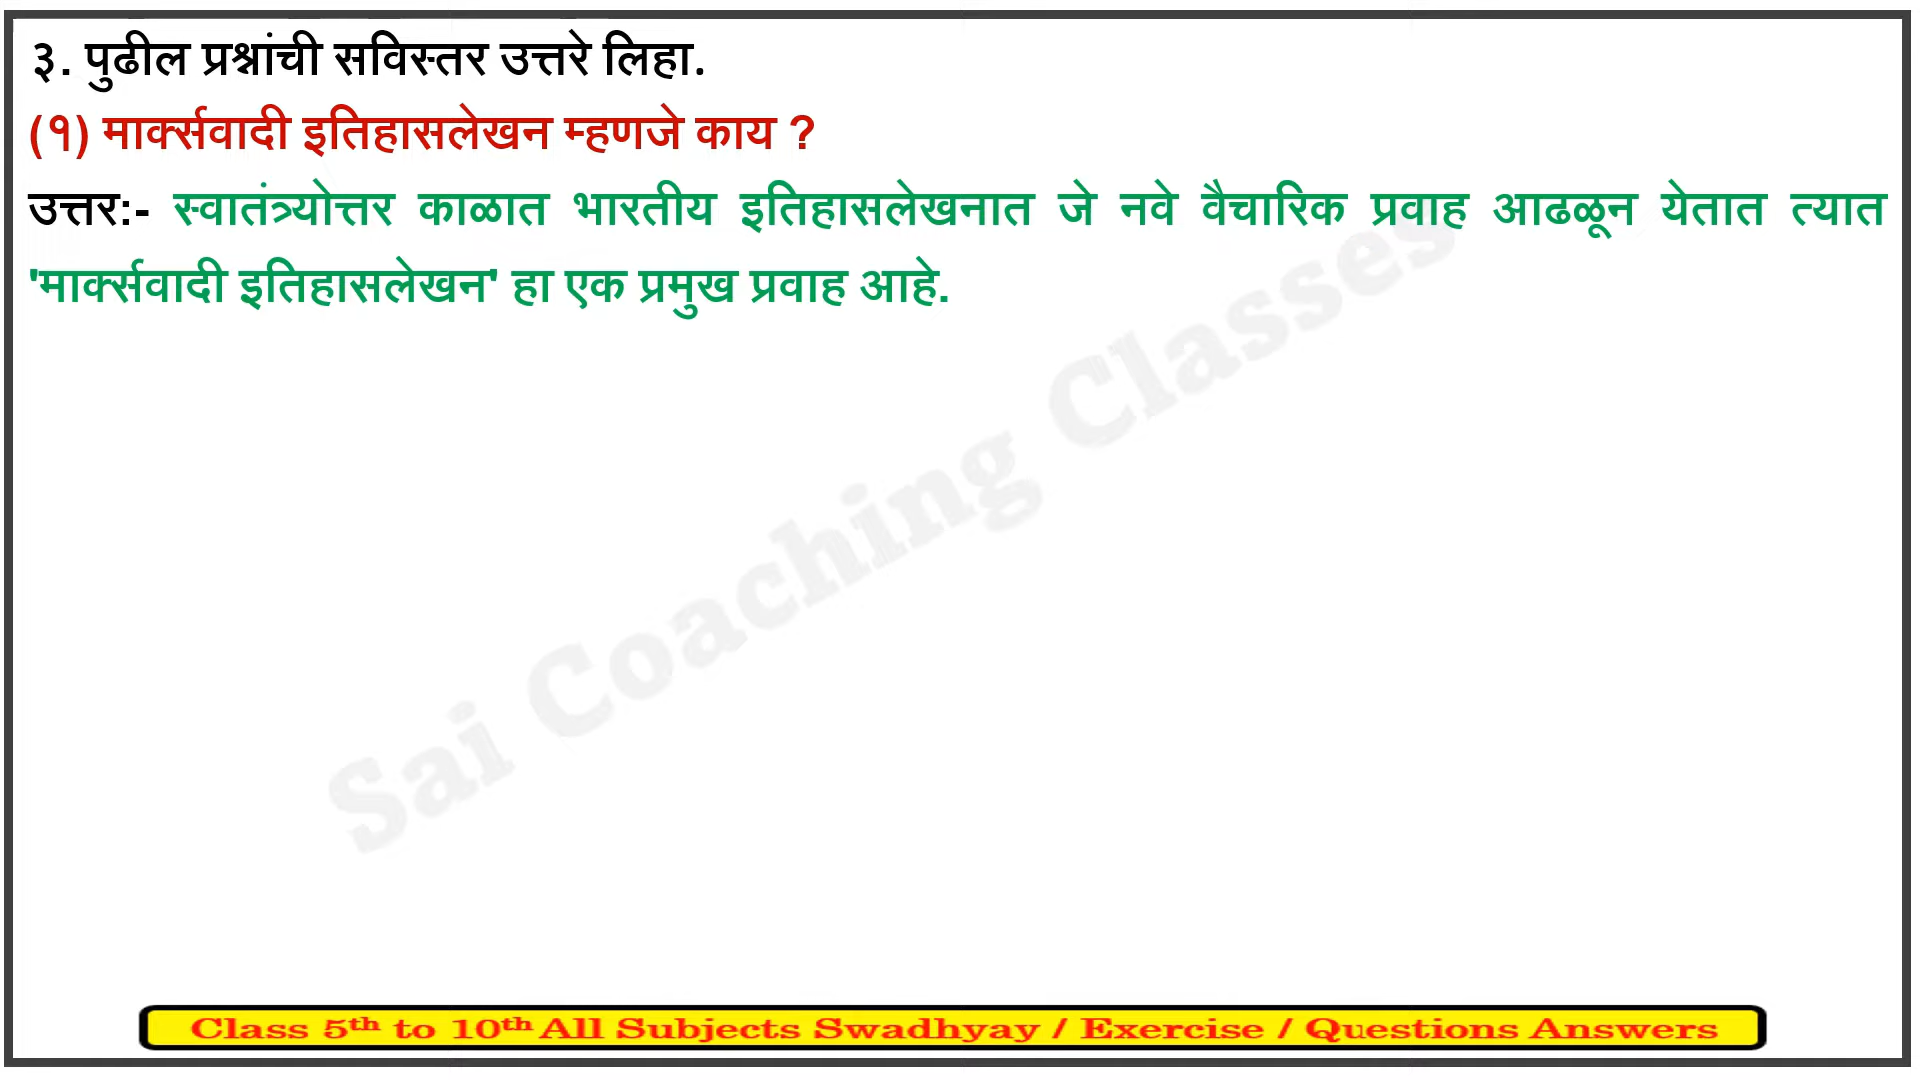 ३. पुढील प्रश्नांची सविस्तर उत्तरे लिहा.
(१) मार्क्सवादी इतिहासलेखन म्हणजे काय ?
उत्तर:- स्वातंत्र्योत्तर काळात भारतीय इतिहासलेखनात जे नवे वैचारिक प्रवाह आढळून येतात त्यात
'मार्क्सवादी इतिहासलेखन' हा एक प्रमुख प्रवाह आहे.
Sai Coaching Classes
Class 5th to 10th All Subjects Swadhyay / Exercise / Questions Answers